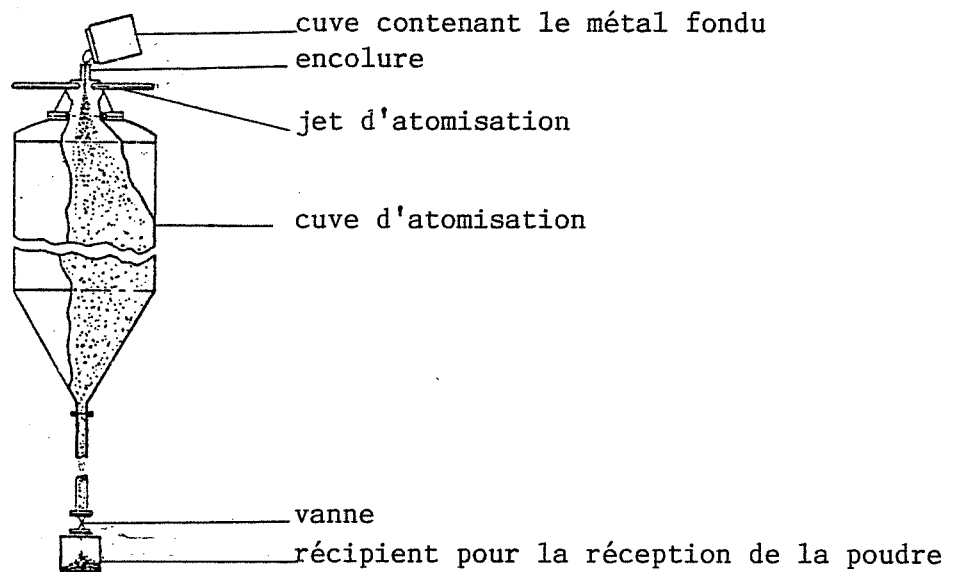 cuve contenant le métal fondu
encolure
jet d'atomisation
cuve d'atomisation
vanne
récipient pour la réception de la poudre